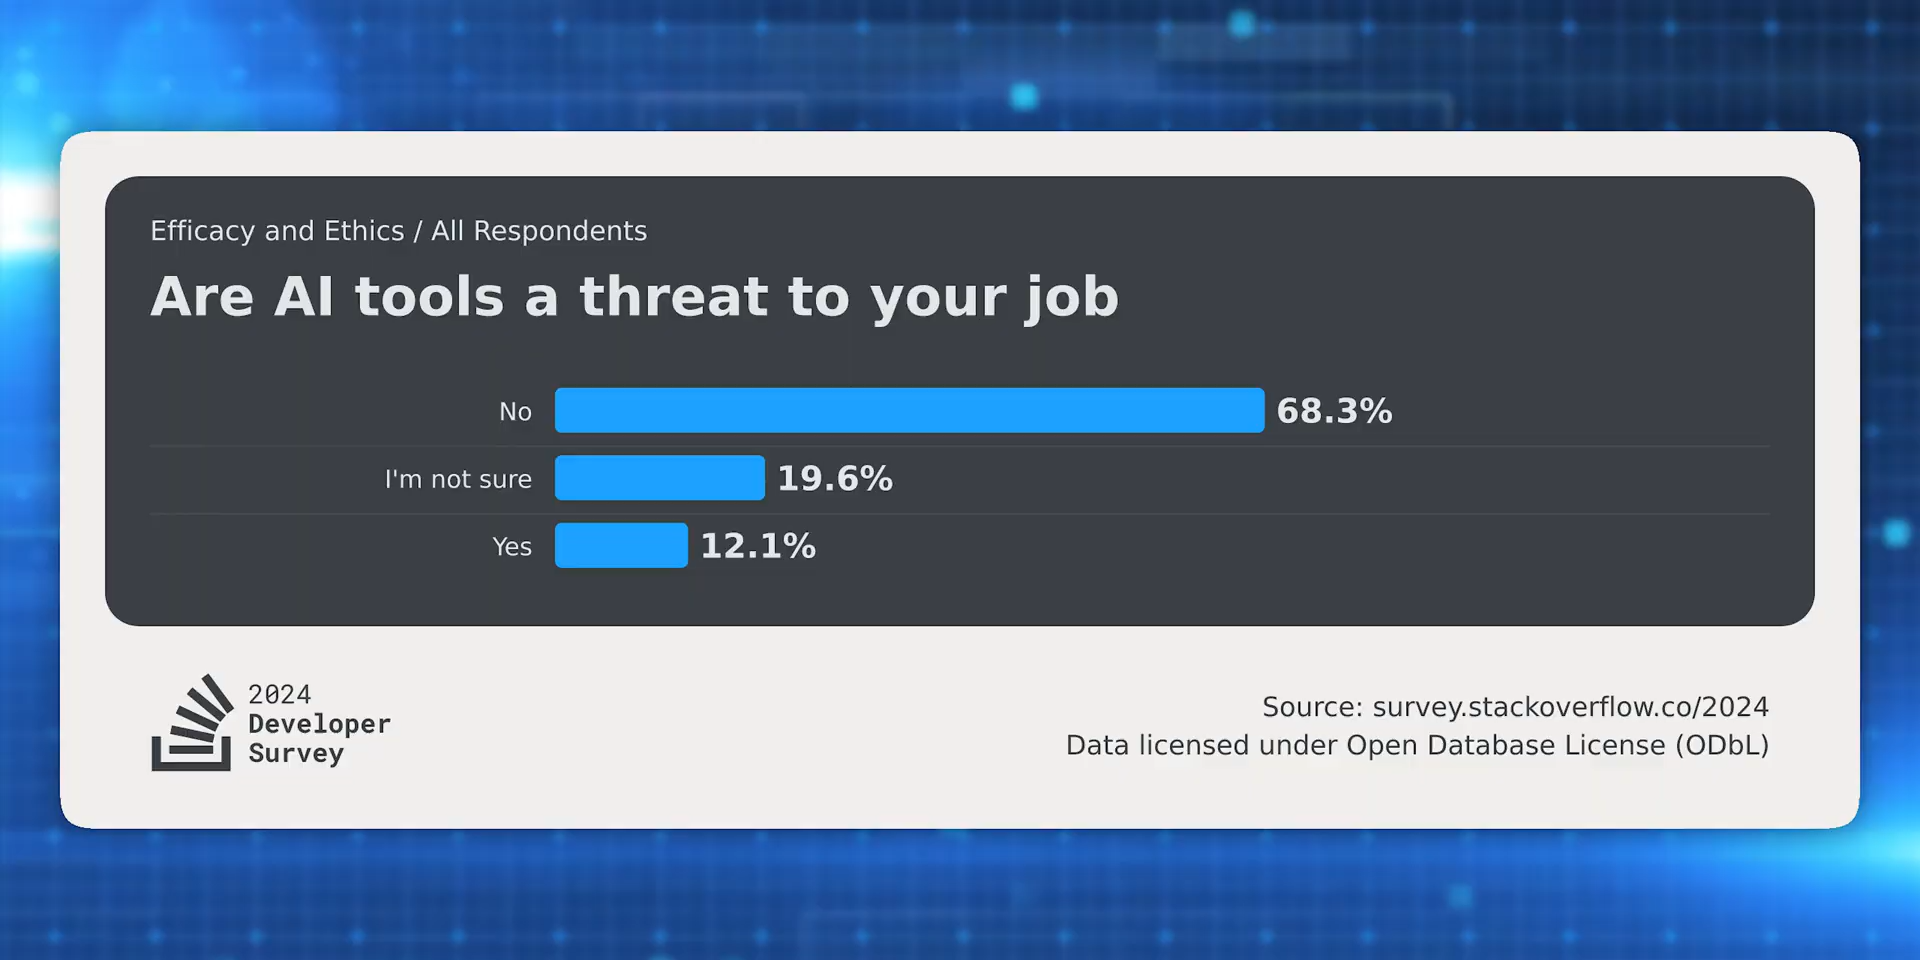 Efficacy and Ethics / All Respondents
Are AI tools a threat to your job
No 68.3%
I'm not sure 19.6%
Yes 12.1%
2024
Developer
Survey
Source: survey.stackoverflow.co/2024
Data licensed under Open Database License (ODbL)